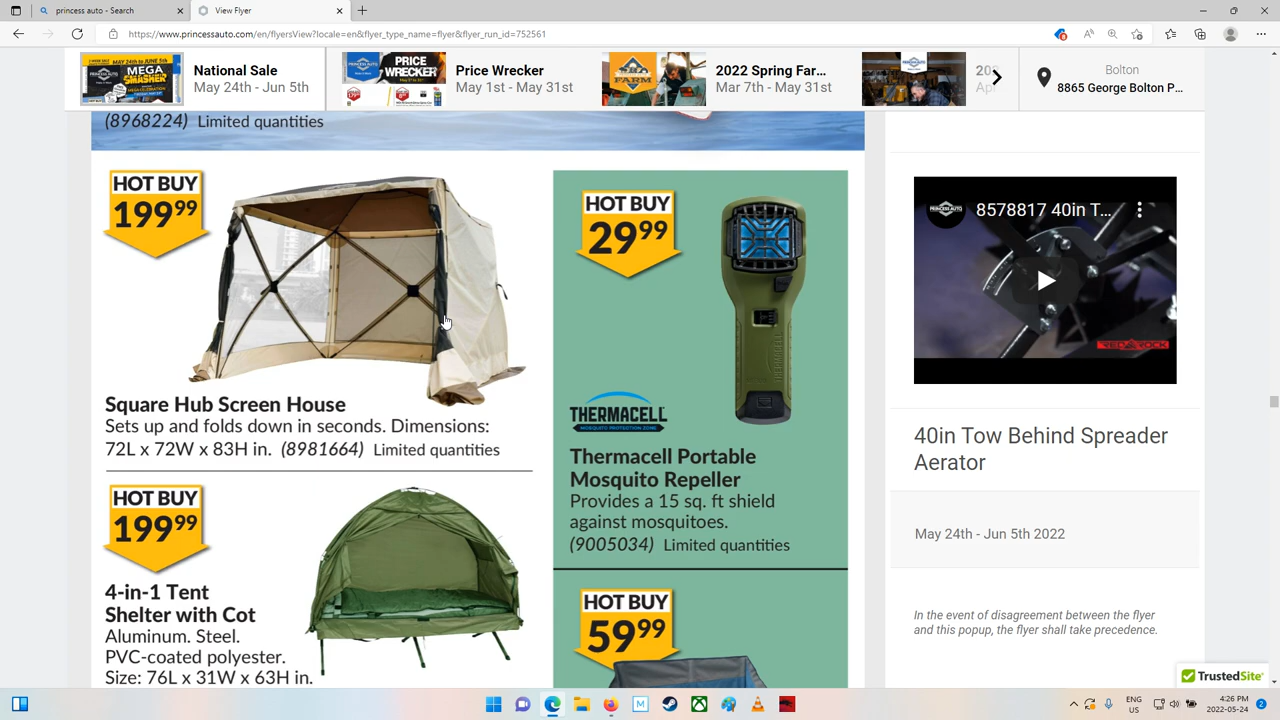 princess auto - Search
View Flyer
https://www.princessauto.com/en/flyersView?locale=en&flyer_type_name=flyer&flyer_run_id=752561
National Sale
May 24th - Jun 5th
PRICE WRECKER
Price Wrecker
May 1st - May 31st
FARM
2022 Spring Far...
Mar 7th - May 31s
Bolton
8865 George Bolton P...
(8968224) Limited quantities
HOT BUY
199 99
Square Hub Screen House
Sets up and folds down in seconds. Dimensions:
72L x 72W x 83H in. (8981664) Limited quantities
HOT BUY
199 99
4-in-1 Tent
Shelter with Cot
Aluminum. Steel.
PVC-coated polyester.
Size: 76L x 31W x 63H in.
HOT BUY
29 99
THERMACELL
MOSQUITO PROTECTION ZONE
Thermacell Portable
Mosquito Repeller
Provides a 15 sq. ft shield
against mosquitoes.
(9005034) Limited quantities
HOT BUY
59 99
PRINCESS AUTO
8578817 40in T...
RED ROCK
40in Tow Behind Spreader
Aerator
May 24th - Jun 5th 2022
In the event of disagreement between the flyer
and this popup, the flyer shall take precedence.
TrustedSite
ENG
US
4:26 PM
2022-05-24
2